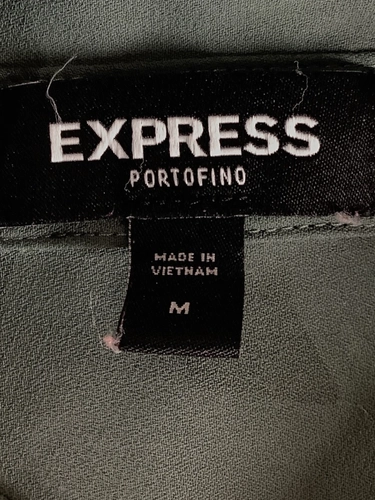 EXPRESS
PORTOFINO
MADE IN
VIETNAM
M